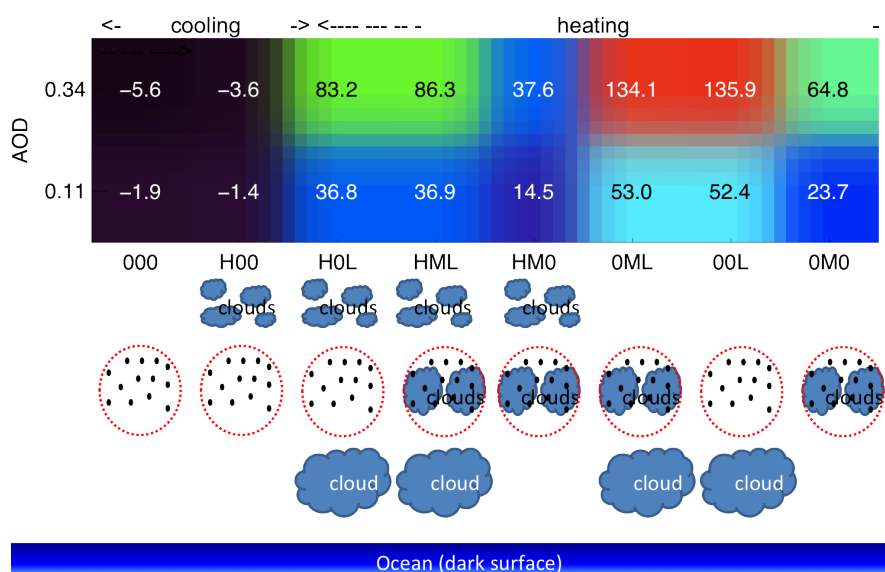 <- cooling -> <---- --- -- - heating -
-- --- ---->
0.34 −5.6 −3.6 83.2 86.3 37.6 134.1 135.9 64.8
AOD
0.11 −1.9 −1.4 36.8 36.9 14.5 53.0 52.4 23.7
000 H00 H0L HML HM0 0ML 00L 0M0
clouds clouds clouds clouds
clouds clouds clouds clouds
cloud cloud cloud cloud
Ocean (dark surface)